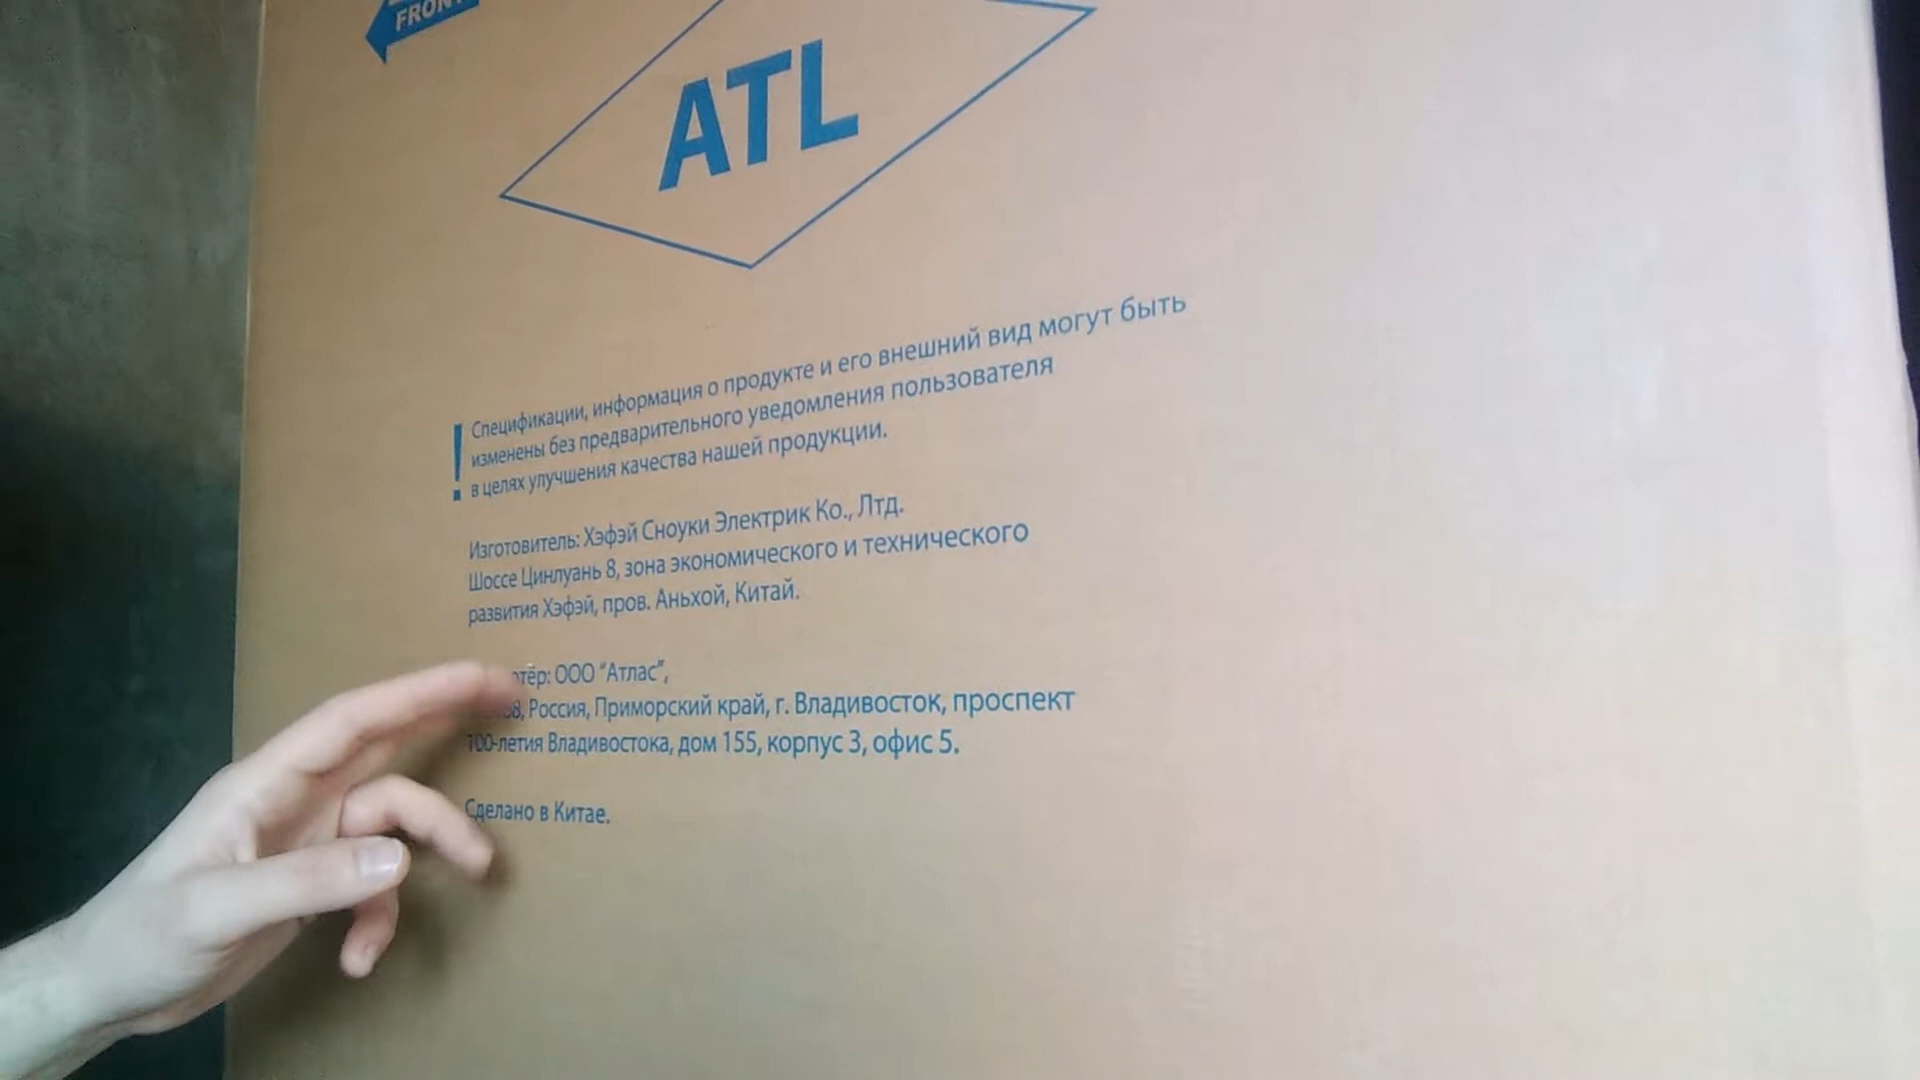 FRONT
ATL
! Спецификации, информация о продукте и его внешний вид могут быть
изменены без предварительного уведомления пользователя
в целях улучшения качества нашей продукции.
Изготовитель: Хэфэй Сноуки Электрик Ко., Лтд.
Шоссе Цинлуань 8, зона экономического и технического
развития Хэфэй, пров. Аньхой, Китай.
ООО "Атлас",
Россия, Приморский край, г. Владивосток, проспект
100-летия Владивостока, дом 155, корпус 3, офис 5.
Сделано в Китае.